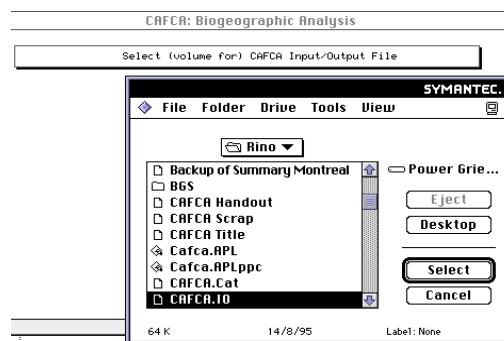 CAFCA: Biogeographic Analysis
Select (volume for) CAFCA Input/Output File
SYMANTEC.
File Folder Drive Tools View
Rino
Backup of Summary Montreal
BGS
CAFCA Handout
CAFCA Scrap
CAFCA Title
Cafca.APL
Cafca.APLppc
CAFCA.Cat
CAFCA.IO
Power Grie...
Eject
Desktop
Select
Cancel
64 K 14/8/95 Label: None